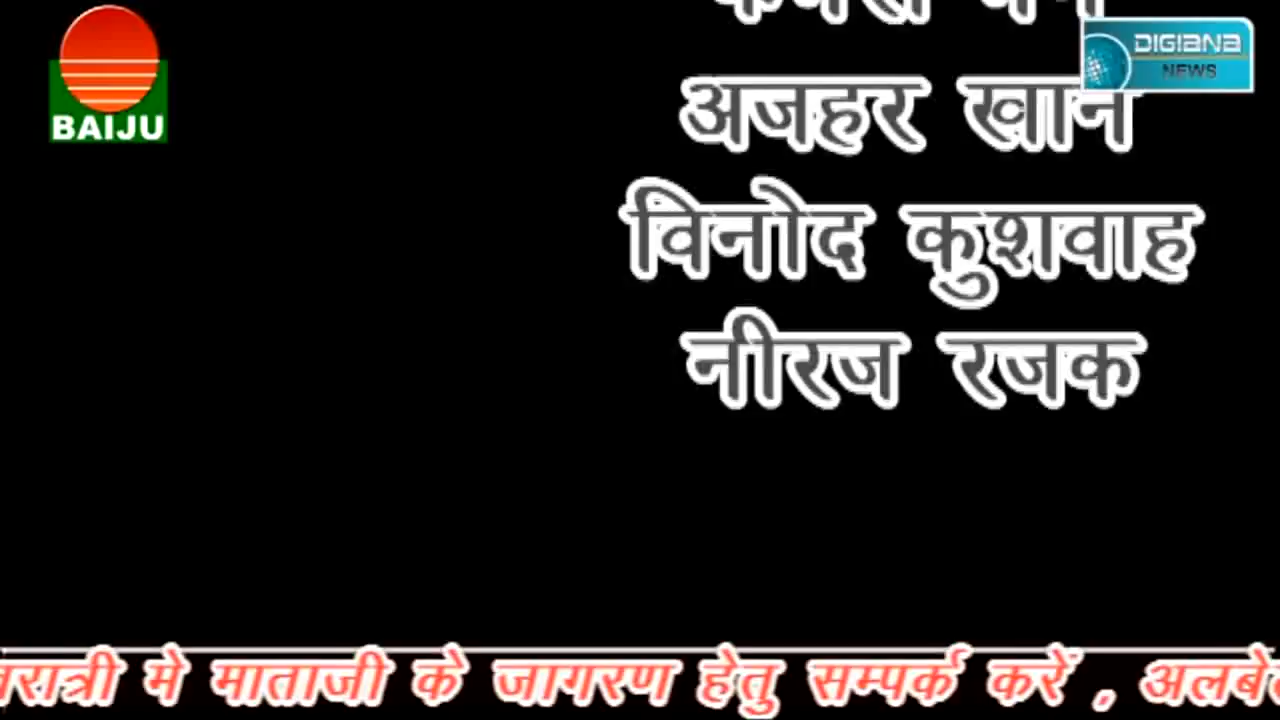 BAIJU
DIGIANA
NEWS
अजहर खान
विनोद कुशवाह
नीरज रजक
मे माताजी के जागरण हेतु सम्पर्क करें ,